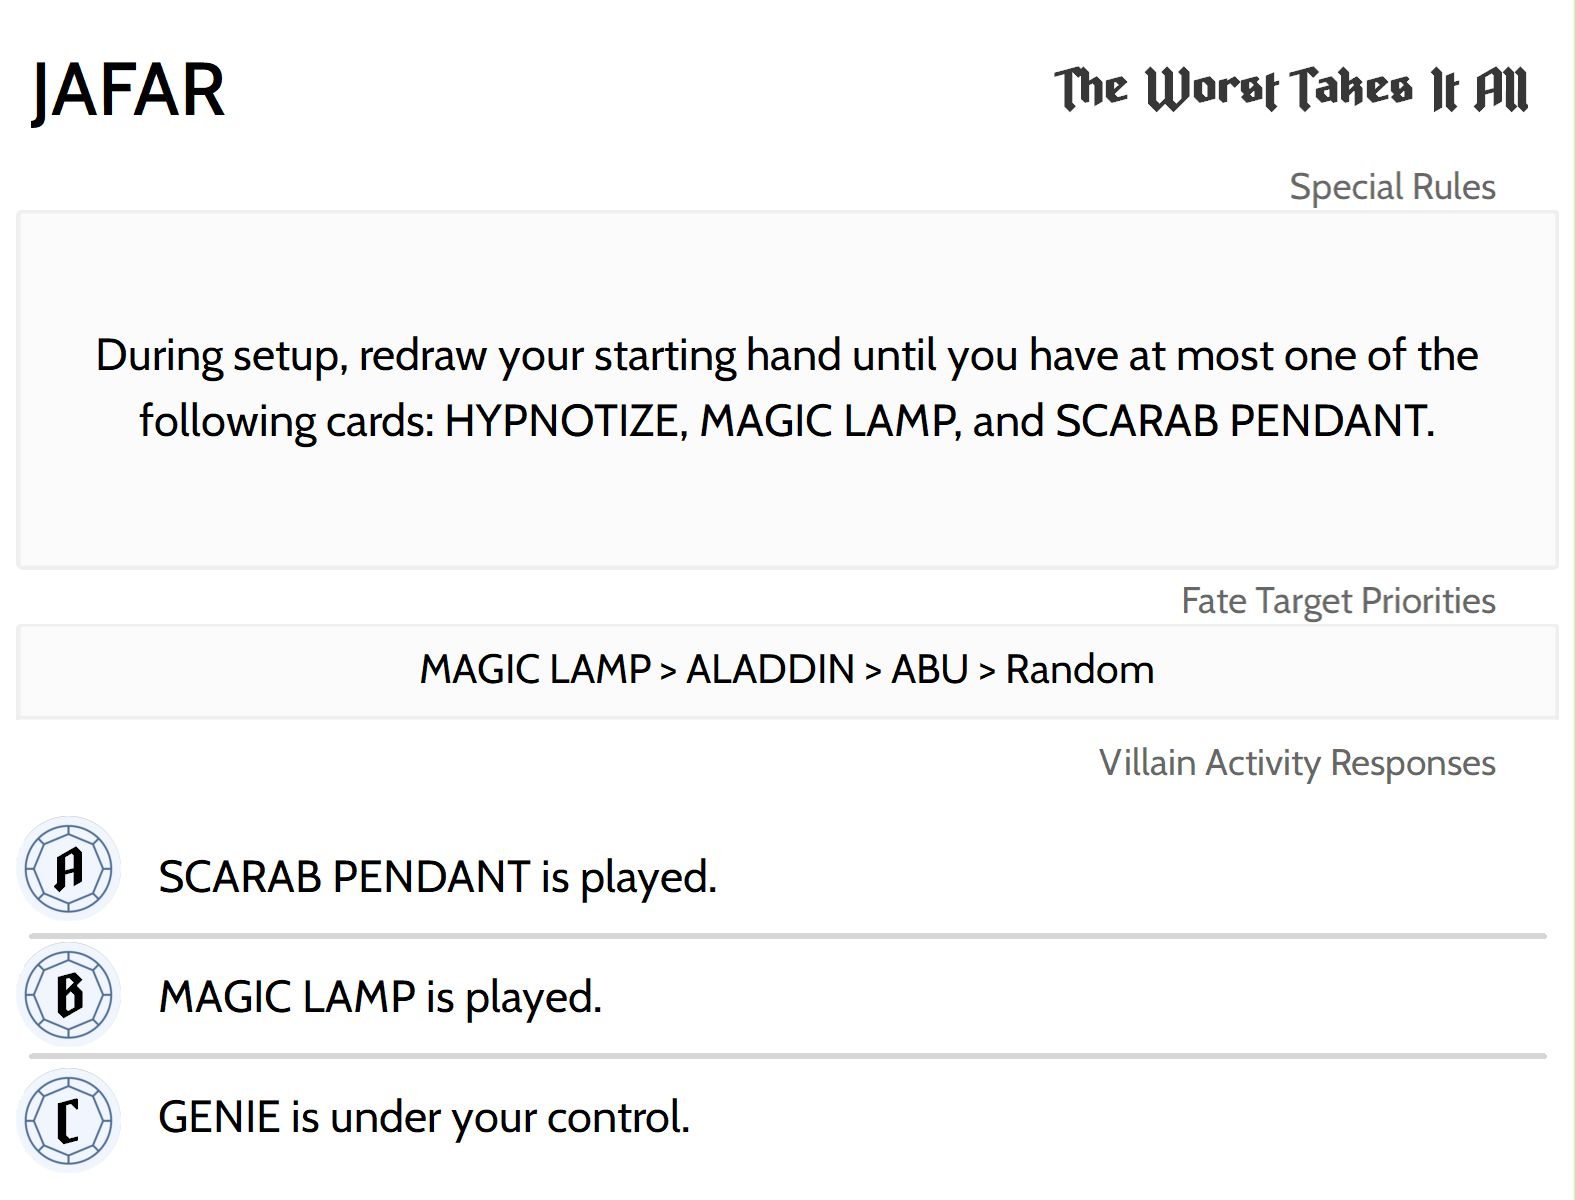 JAFAR
The Worst Takes It All
Special Rules
During setup, redraw your starting hand until you have at most one of the
following cards: HYPNOTIZE, MAGIC LAMP, and SCARAB PENDANT.
Fate Target Priorities
MAGIC LAMP > ALADDIN > ABU > Random
Villain Activity Responses
A SCARAB PENDANT is played.
B MAGIC LAMP is played.
C GENIE is under your control.